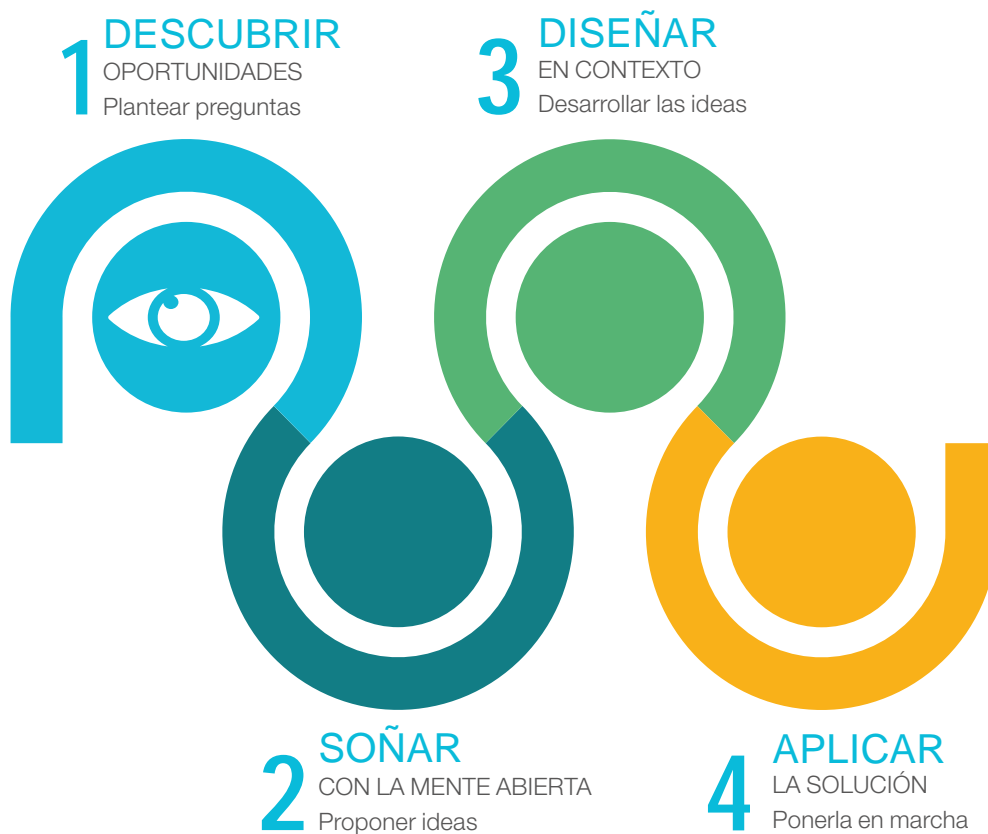 1 DESCUBRIR
OPORTUNIDADES
Plantear preguntas
2 SOÑAR
CON LA MENTE ABIERTA
Proponer ideas
3 DISEÑAR
EN CONTEXTO
Desarrollar las ideas
4 APLICAR
LA SOLUCIÓN
Ponerla en marcha